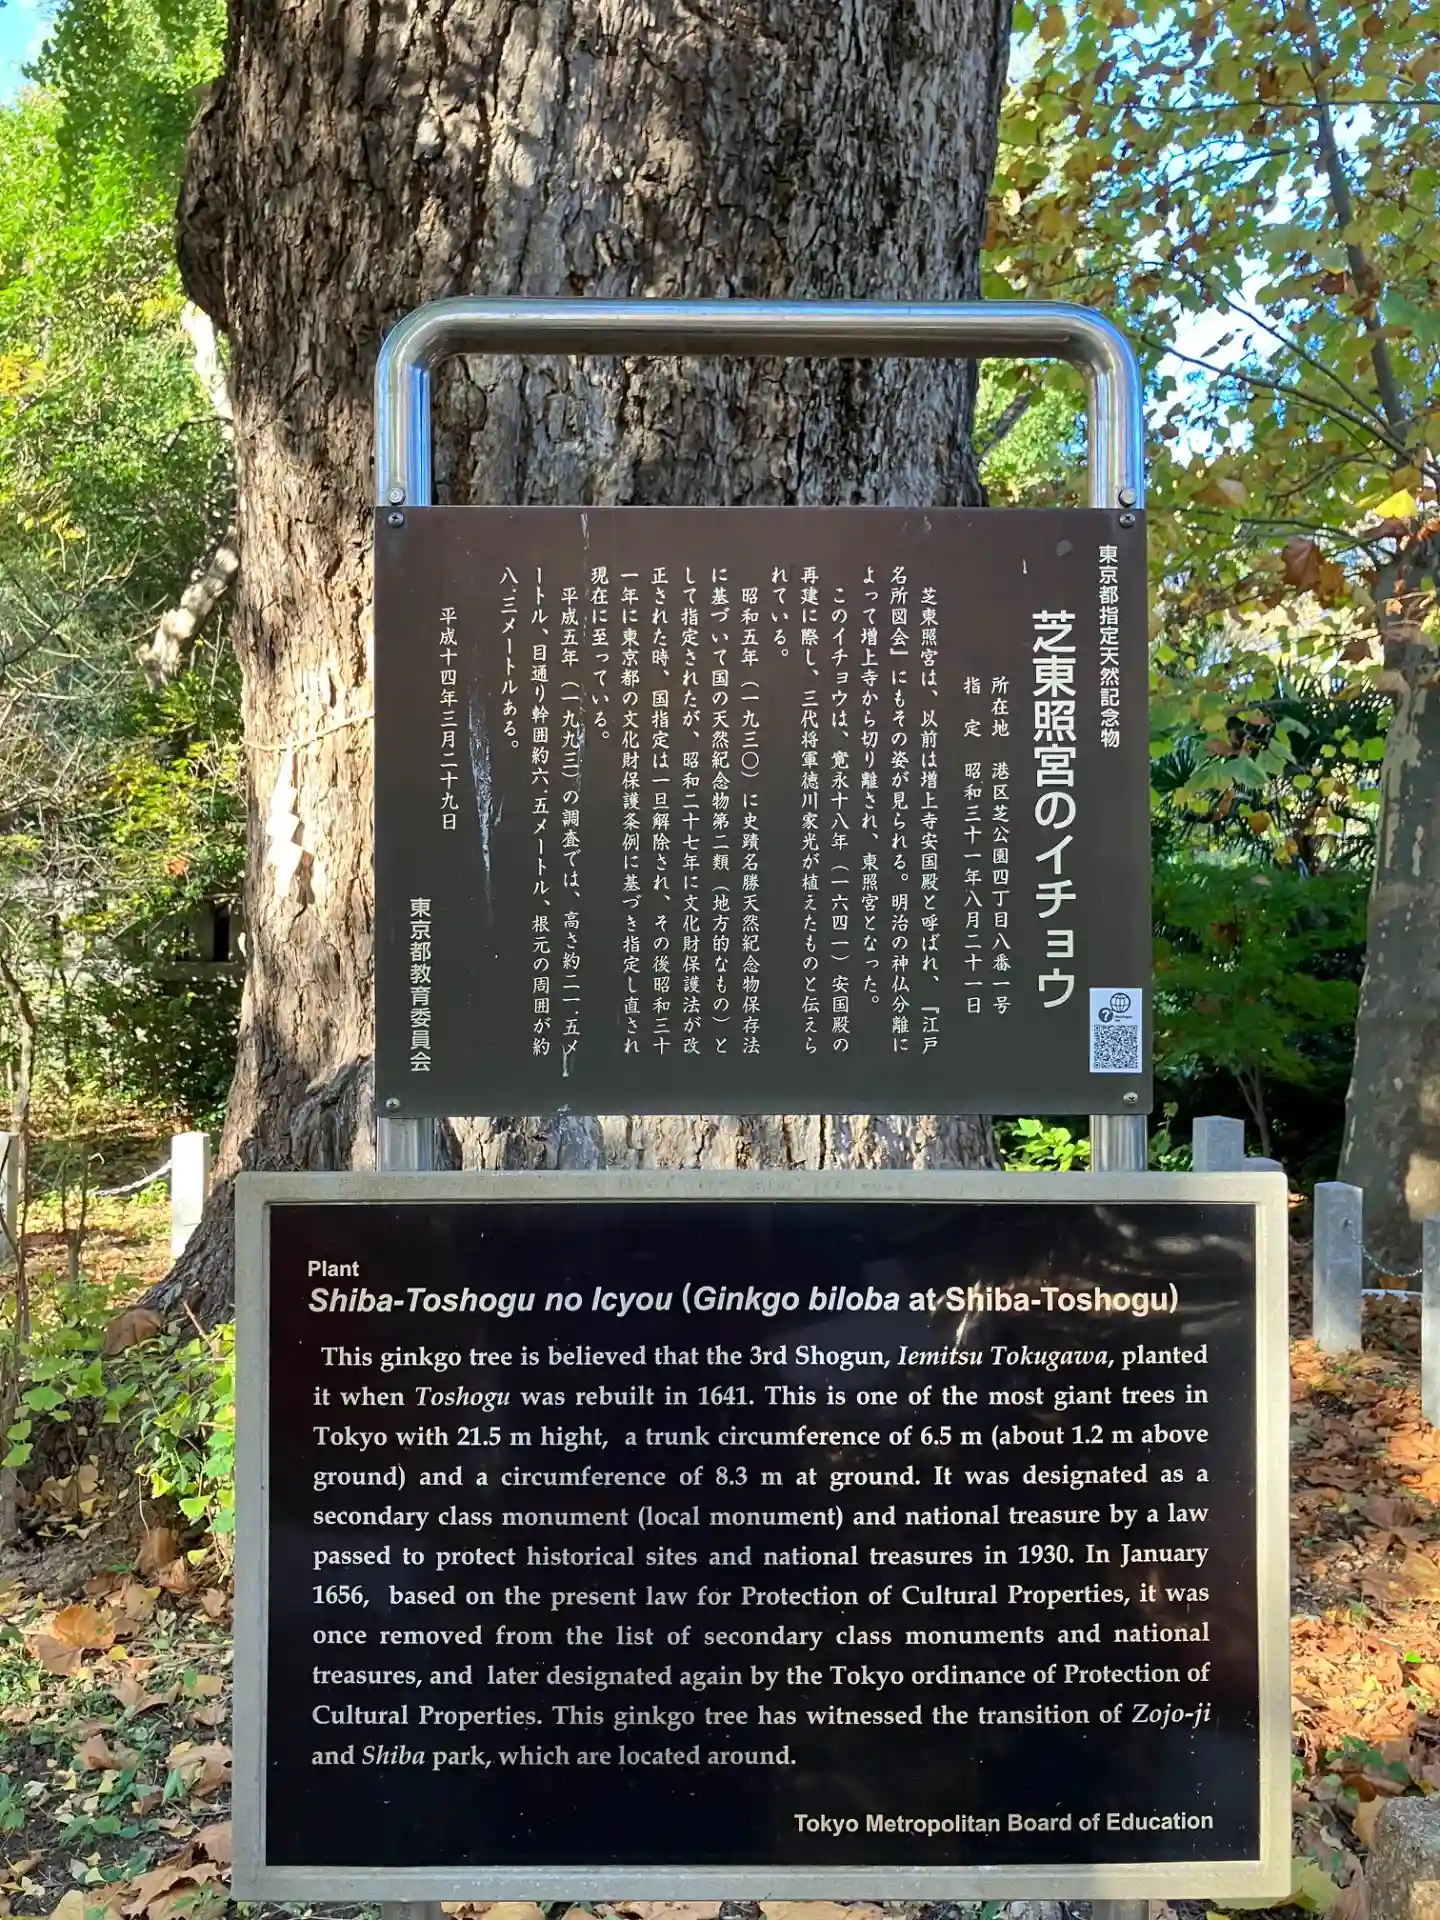 東京都指定天然記念物
芝東照宮のイチョウ
所在地　港区芝公園四丁目八番一号
指　定　昭和三十一年八月二十一日
芝東照宮は、以前は増上寺安国殿と呼ばれ、『江戸
名所図会』にもその姿が見られる。明治の神仏分離に
よって増上寺から切り離され、東照宮となった。
このイチョウは、寛永十八年（一六四一）安国殿の
再建に際し、三代将軍徳川家光が植えたものと伝えら
れている。
昭和五年（一九三〇）に史蹟名勝天然紀念物保存法
に基づいて国の天然紀念物第二類（地方的なもの）と
して指定されたが、昭和二十七年に文化財保護法が改
正された時、国指定は一旦解除され、その後昭和三十
一年に東京都の文化財保護条例に基づき指定し直され
現在に至っている。
平成五年（一九九三）の調査では、高さ約二一.五メ
ートル、目通り幹囲約六.五メートル、根元の周囲が約
八.三メートルある。
平成十四年三月二十九日
東京都教育委員会
Plant
Shiba-Toshogu no Icyou (Ginkgo biloba at Shiba-Toshogu)
This ginkgo tree is believed that the 3rd Shogun, Iemitsu Tokugawa, planted
it when Toshogu was rebuilt in 1641. This is one of the most giant trees in
Tokyo with 21.5 m hight, a trunk circumference of 6.5 m (about 1.2 m above
ground) and a circumference of 8.3 m at ground. It was designated as a
secondary class monument (local monument) and national treasure by a law
passed to protect historical sites and national treasures in 1930. In January
1656, based on the present law for Protection of Cultural Properties, it was
once removed from the list of secondary class monuments and national
treasures, and later designated again by the Tokyo ordinance of Protection of
Cultural Properties. This ginkgo tree has witnessed the transition of Zojo-ji
and Shiba park, which are located around.
Tokyo Metropolitan Board of Education